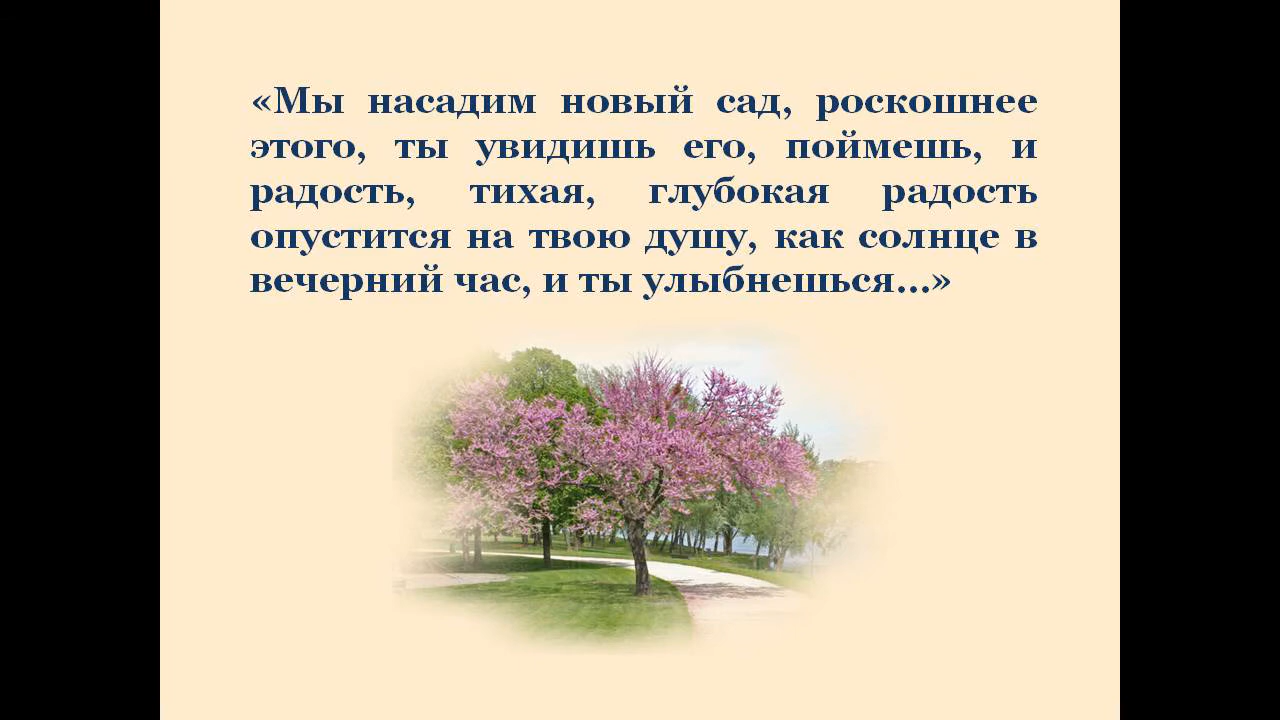 «Мы насадим новый сад, роскошнее
этого, ты увидишь его, поймешь, и
радость, тихая, глубокая радость
опустится на твою душу, как солнце в
вечерний час, и ты улыбнешься…»